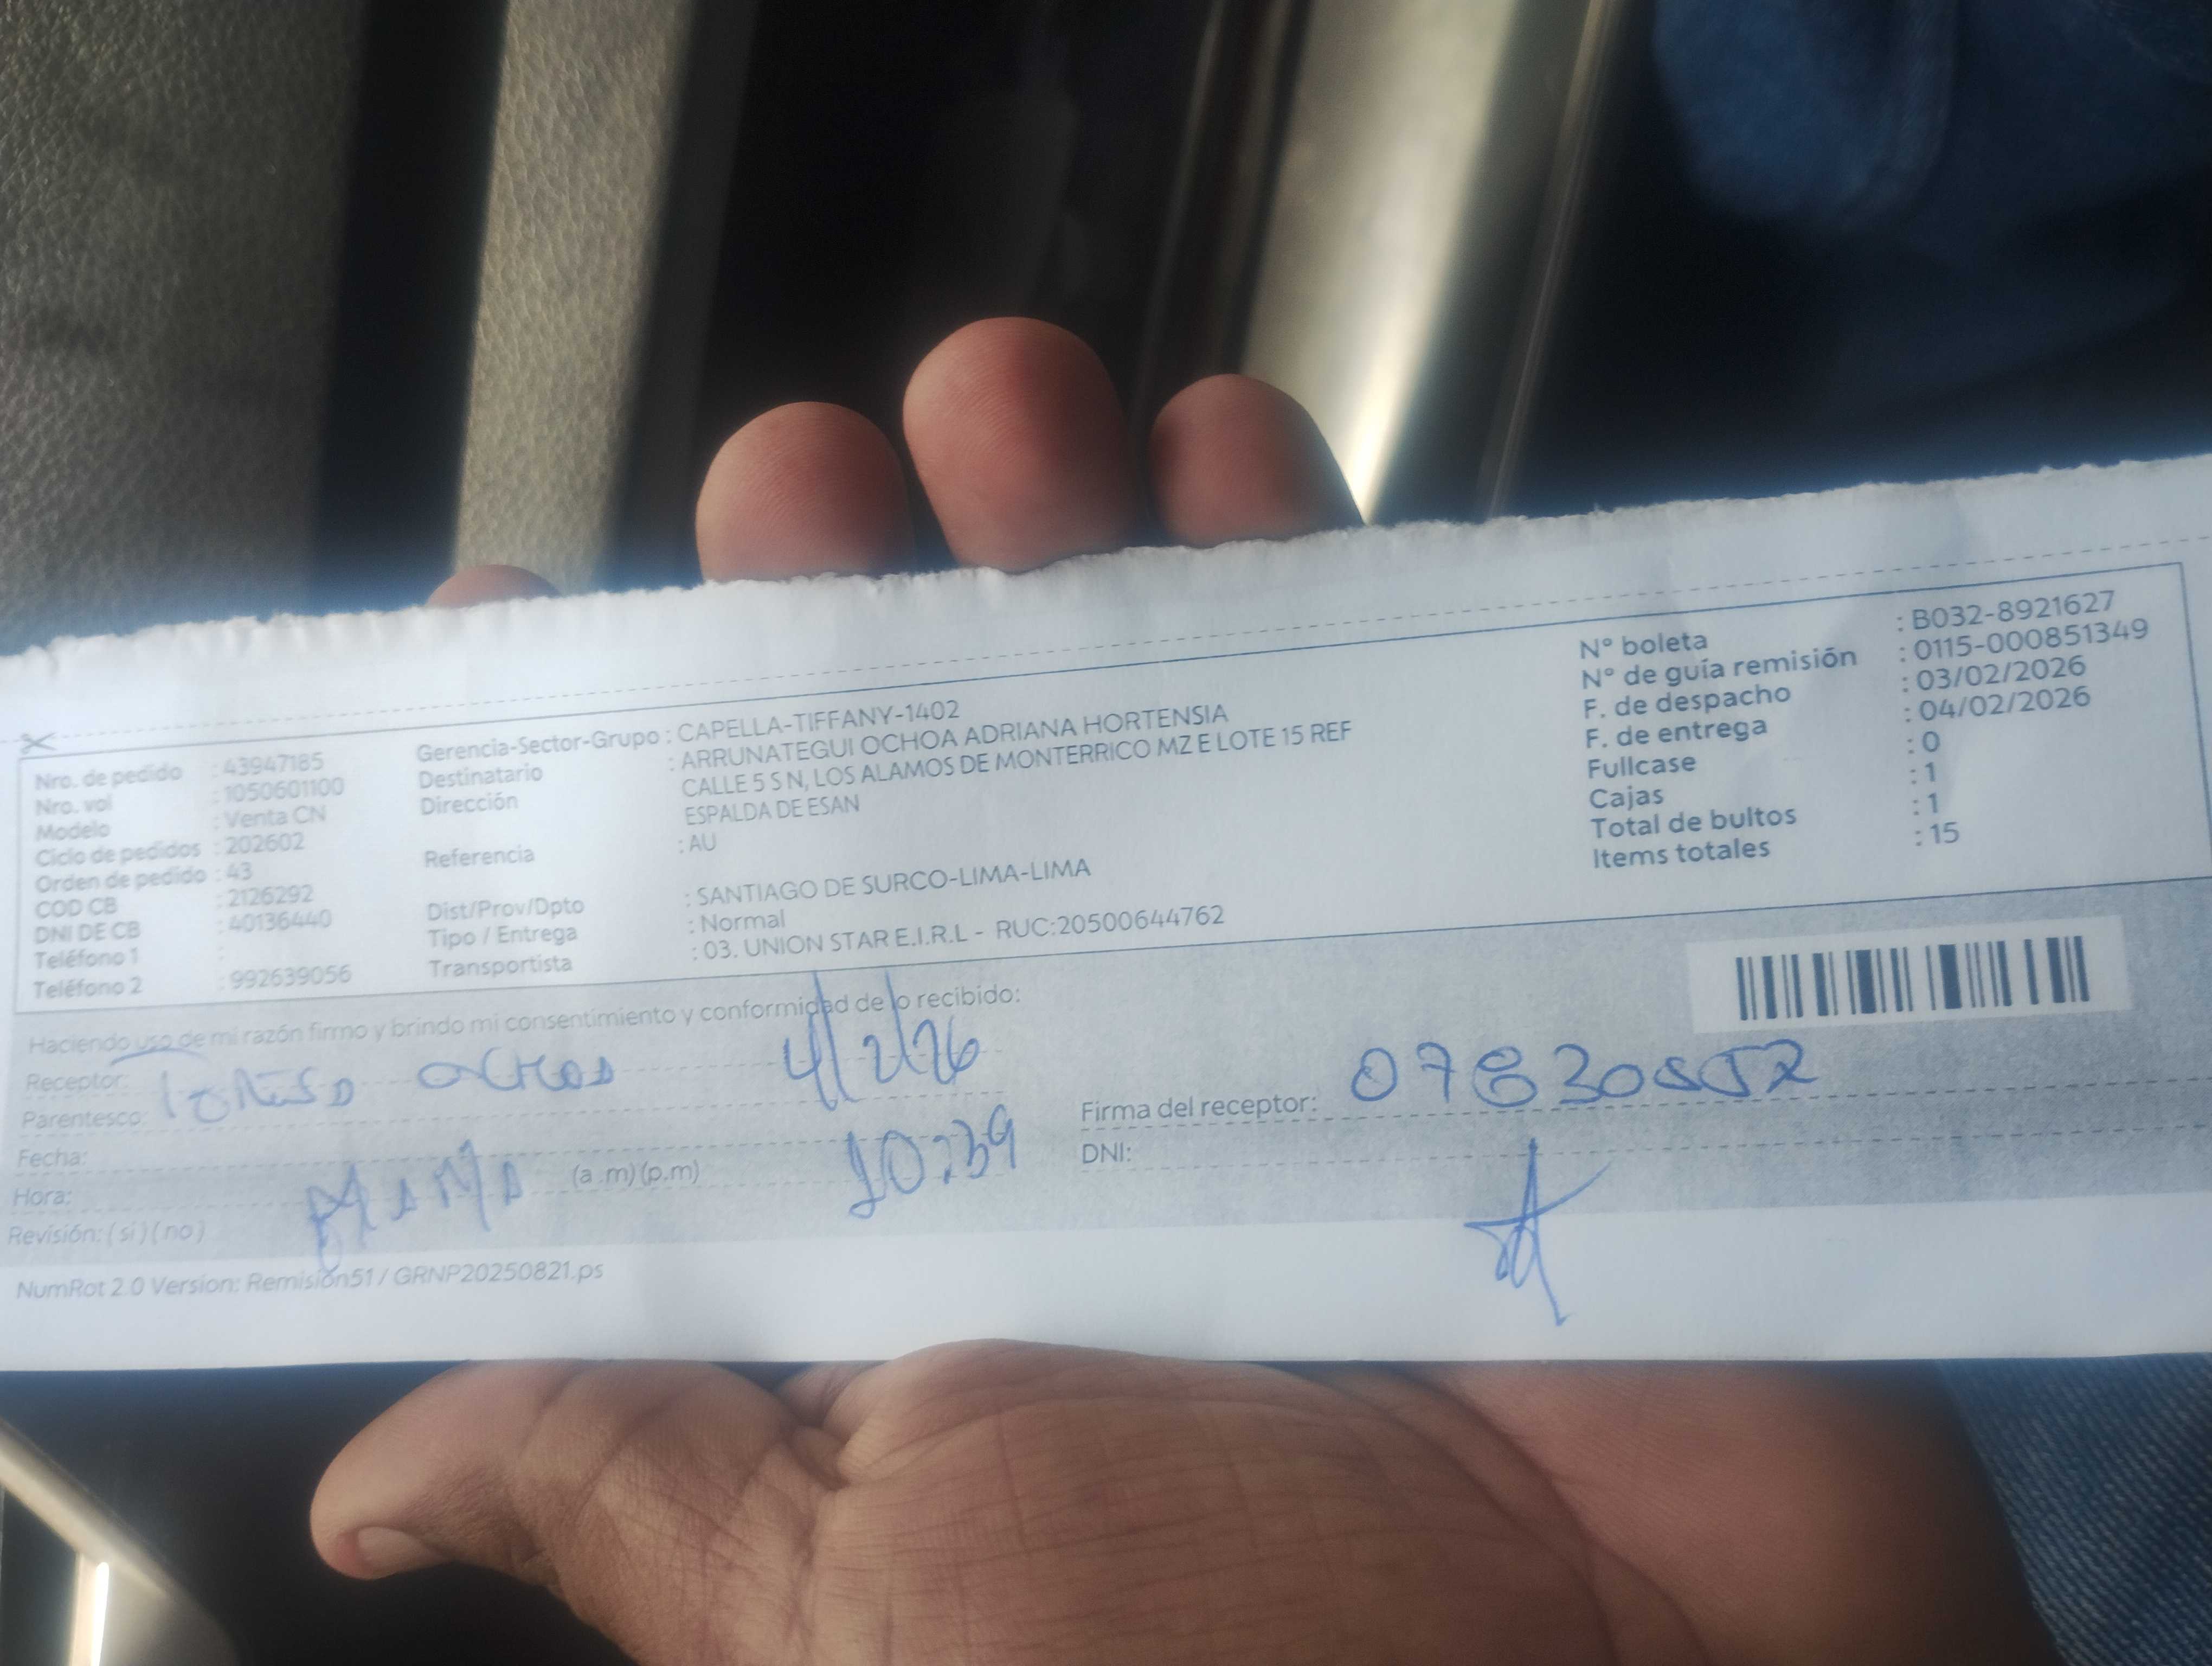 Nro. de pedido : 43947185
Nro. vol : 1050601100
Modelo : Venta CN
Ciclo de pedidos : 202602
Orden de pedido : 43
COD CB : 2126292
DNI DE CB : 40136440
Teléfono 1 :
Teléfono 2 : 992639056
Gerencia-Sector-Grupo : CAPELLA-TIFFANY-1402
Destinatario : ARRUNATEGUI OCHOA ADRIANA HORTENSIA
Dirección CALLE 5 S N, LOS ALAMOS DE MONTERRICO MZ E LOTE 15 REF
ESPALDA DE ESAN
Referencia : AU
Dist/Prov/Dpto : SANTIAGO DE SURCO-LIMA-LIMA
Tipo / Entrega : Normal
Transportista : 03. UNION STAR E.I.R.L - RUC:20500644762
N° boleta : B032-8921627
N° de guía remisión : 0115-000851349
F. de despacho : 03/02/2026
F. de entrega : 04/02/2026
Fullcase : 0
Cajas : 1
Total de bultos : 1
Items totales : 15
Haciendo uso de mi razón firmo y brindo mi consentimiento y conformidad de lo recibido:
Receptor: 4/2/26
Parentesco:
Fecha:
Hora: (a .m) (p.m) 10:39
Revisión: ( si ) ( no )
Firma del receptor:
DNI:
NumRot 2.0 Version: Remisión51 / GRNP20250821.ps